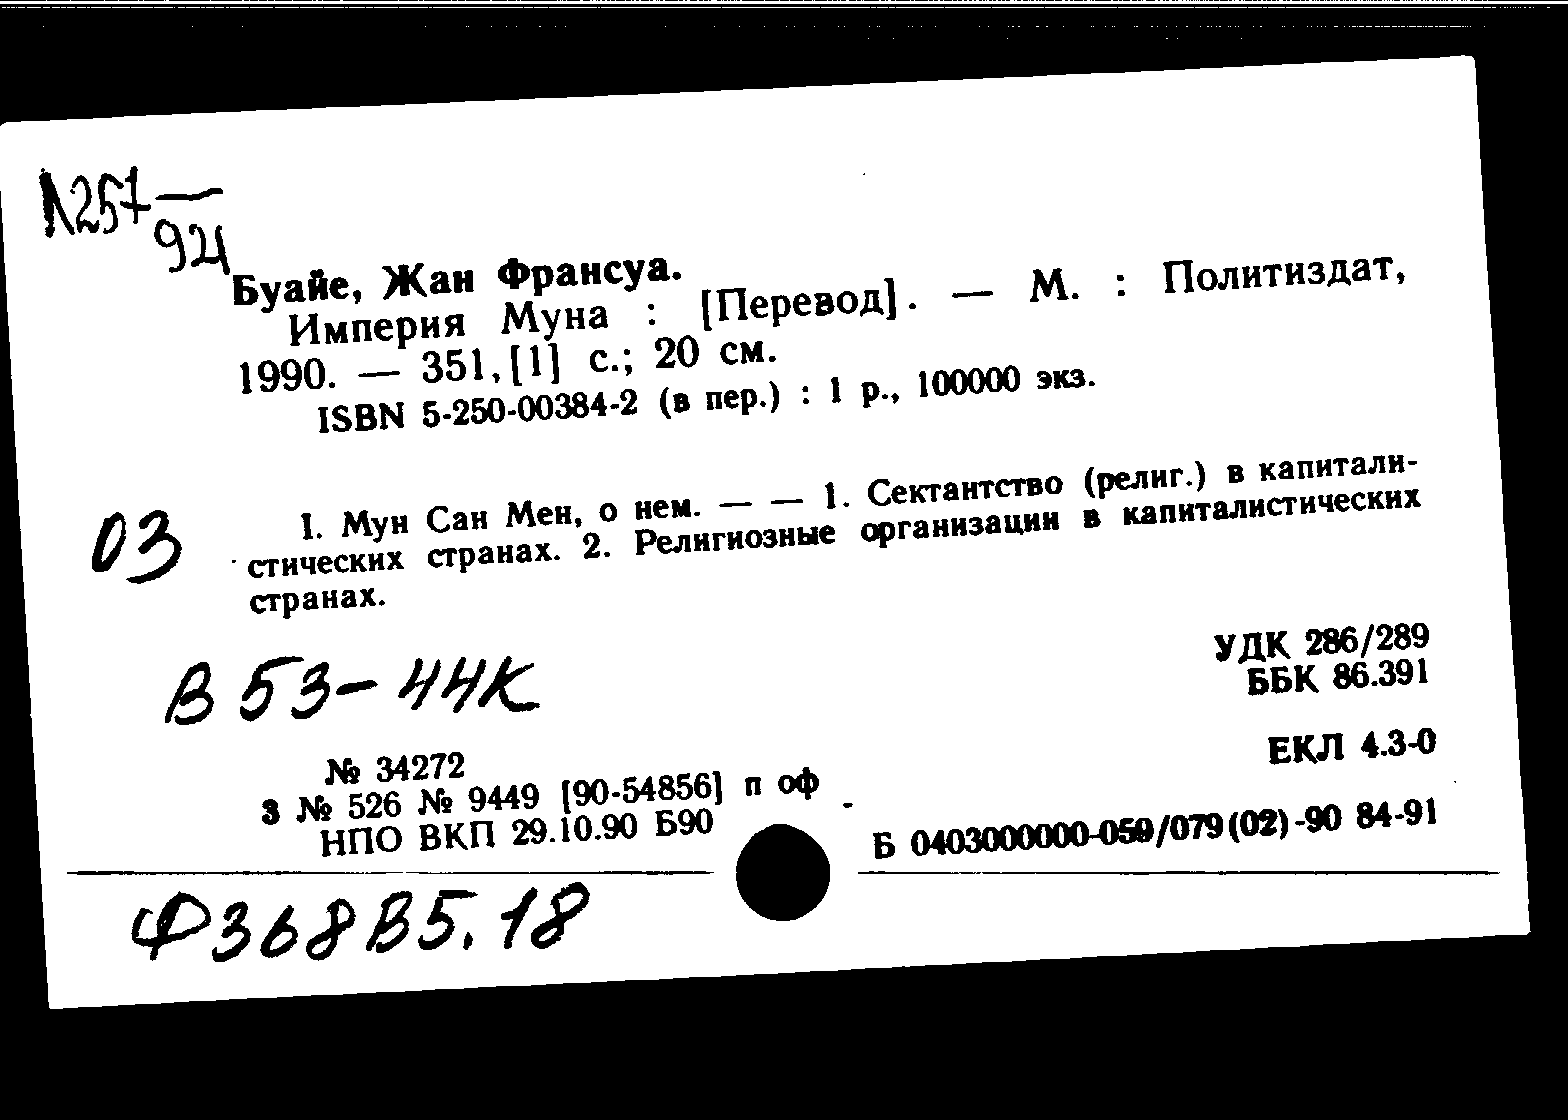 Л257—
921
Буайе, Жан Франсуа.
Империя Муна : [Перевод]. — М. : Политиздат,
1990. — 351,[1] с.; 20 см.
ISBN 5-250-00384-2 (в пер.) : 1 р., 100000 экз.
03
I. Мун Сан Мен, о нем. — — 1. Сектантство (религ.) в капитали-
стических странах. 2. Религиозные организации в капиталистических
странах.
УДК 286/289
ББК 86.391
В 53-44К
ЕКЛ 4.3-0
№ 34272
3 № 526 № 9449 [90-54856] п оф
НПО ВКП 29.10.90 Б90
Б 0403000000-059/079(02)-90 84-91
Ф368В5.18